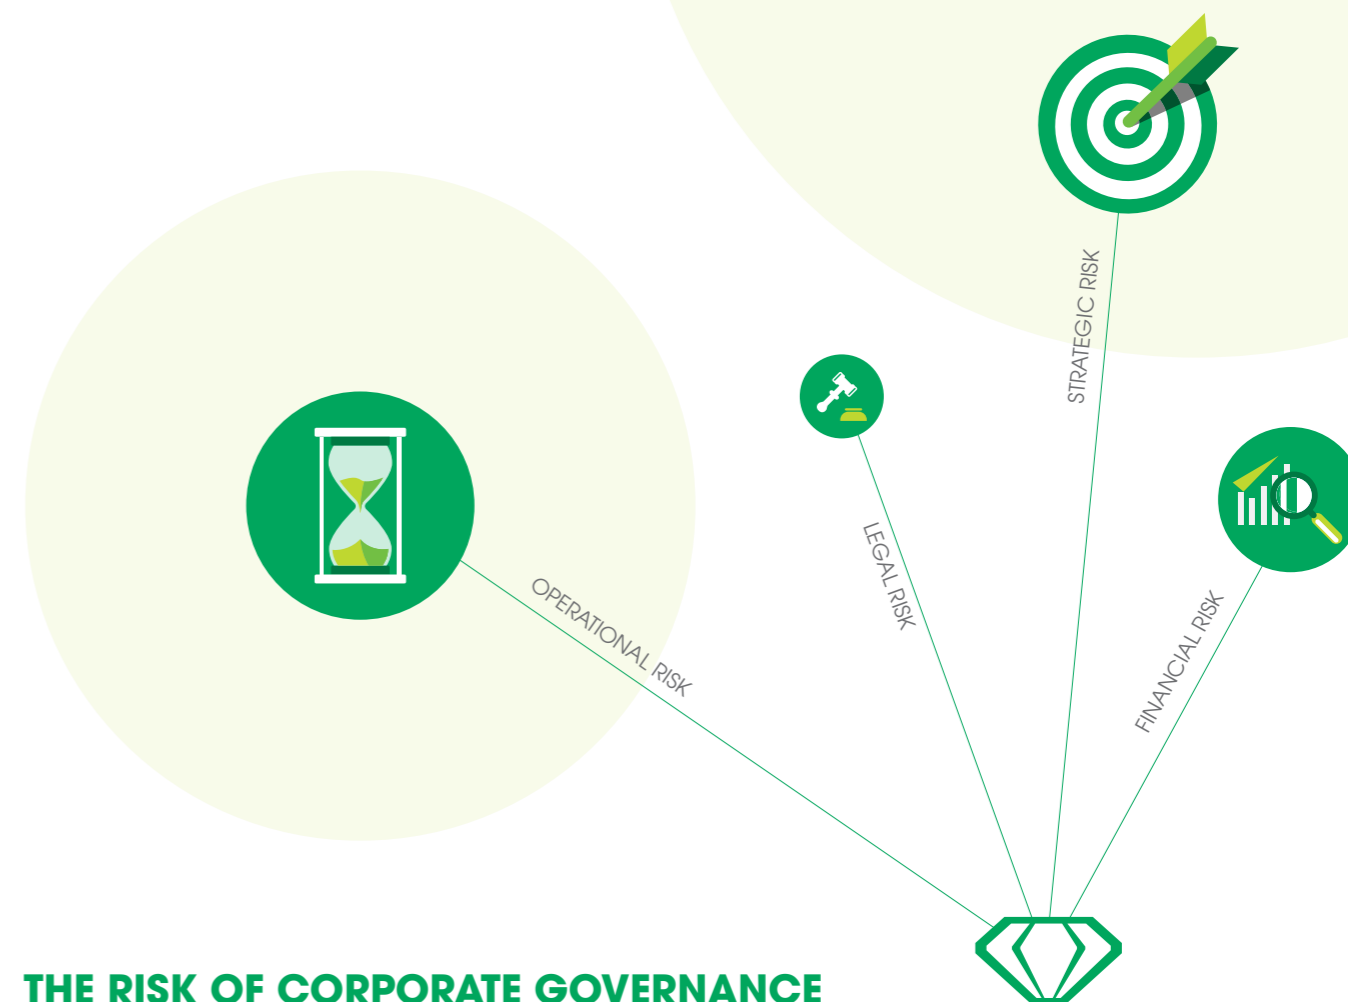 STRATEGIC RISK
LEGAL RISK
OPERATIONAL RISK
FINANCIAL RISK
THE RISK OF CORPORATE GOVERNANCE